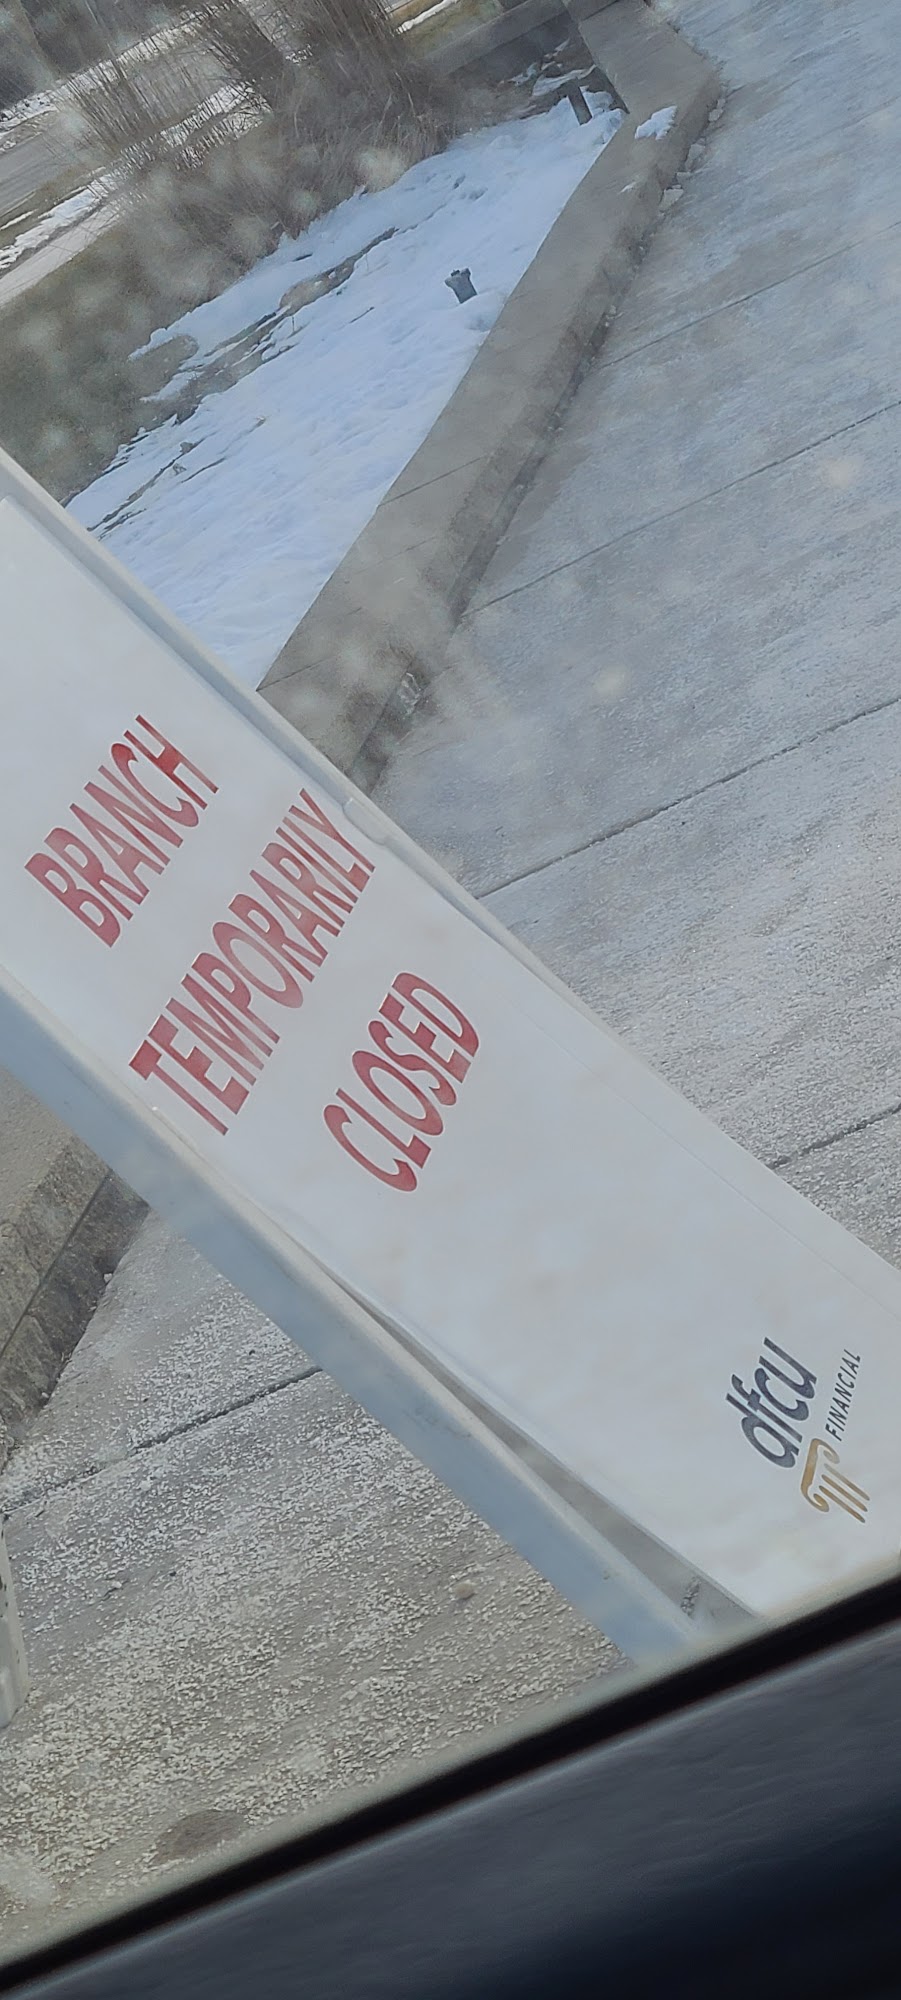 BRANCH
TEMPORARILY
CLOSED
dfcu
FINANCIAL